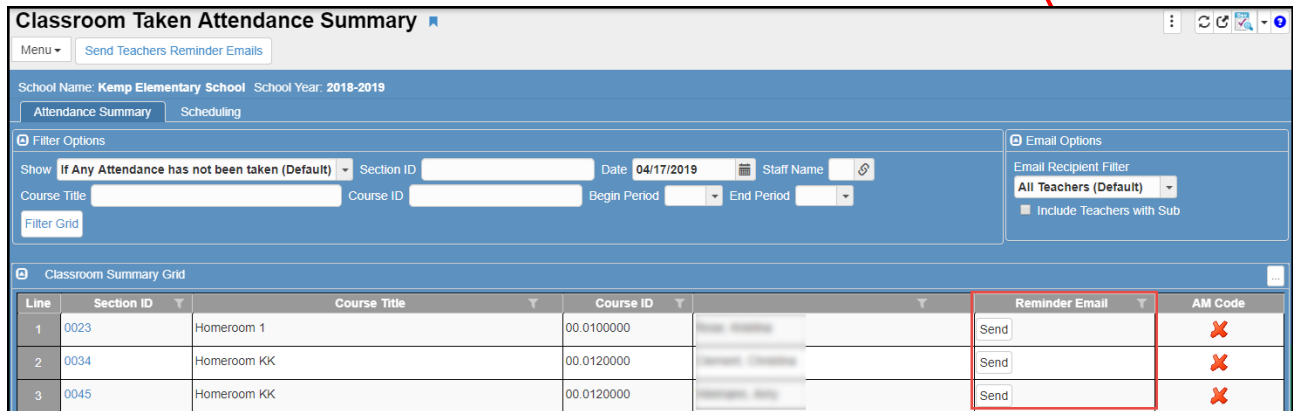 Classroom Taken Attendance Summary
Menu Send Teachers Reminder Emails
School Name: Kemp Elementary School School Year: 2018-2019
Attendance Summary Scheduling
Filter Options Email Options
Show If Any Attendance has not been taken (Default) Section ID Date 04/17/2019 Staff Name Email Recipient Filter
Course Title Course ID Begin Period End Period All Teachers (Default)
Filter Grid Include Teachers with Sub
Classroom Summary Grid ...
Line Section ID Course Title Course ID Reminder Email AM Code
1 0023 Homeroom 1 00.0100000 Send
2 0034 Homeroom KK 00.0120000 Send
3 0045 Homeroom KK 00.0120000 Send